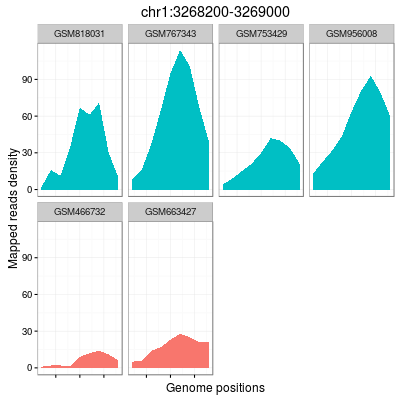 chr1:3268200-3269000
GSM818031 GSM767343 GSM753429 GSM956008
90
60
30
0
Mapped reads density
GSM466732 GSM663427
90
60
30
0
Genome positions